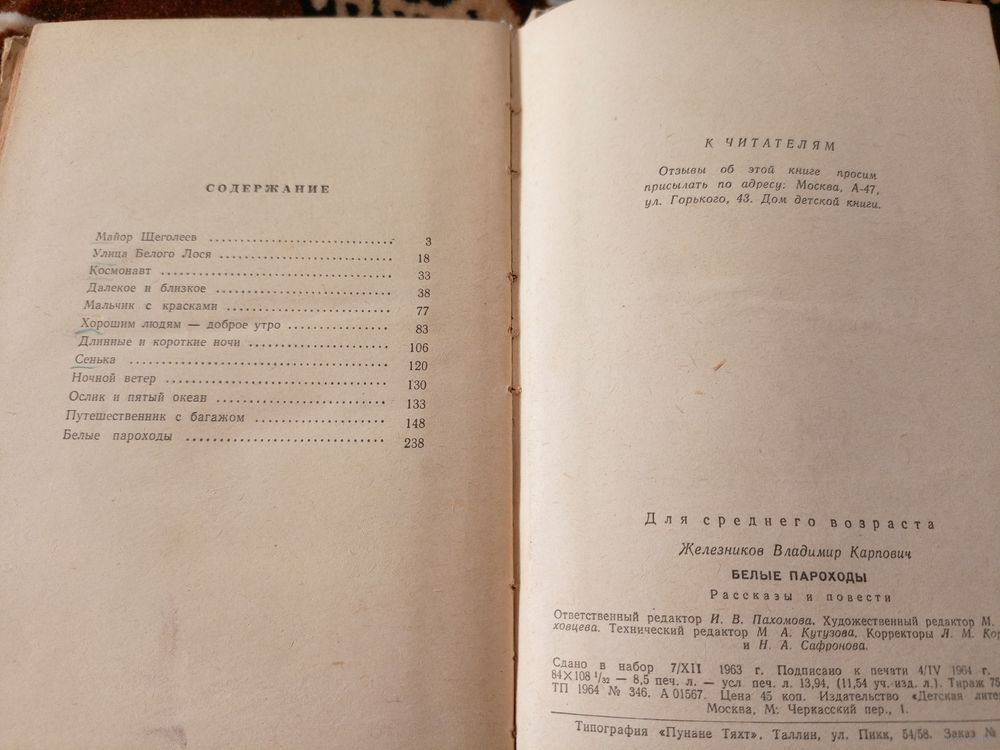 СОДЕРЖАНИЕ
Майор Щеголеев . . . . . . . . . . . . . . . . . . . . . . . . 3
Улица Белого Лося . . . . . . . . . . . . . . . . . . . . . . 18
Космонавт . . . . . . . . . . . . . . . . . . . . . . . . . . . . . 33
Далекое и близкое . . . . . . . . . . . . . . . . . . . . . . 38
Мальчик с красками . . . . . . . . . . . . . . . . . . . . . 77
Хорошим людям — доброе утро . . . . . . . . . . . . . 83
Длинные и короткие ночи . . . . . . . . . . . . . . . . . 106
Сенька . . . . . . . . . . . . . . . . . . . . . . . . . . . . . . . . 120
Ночной ветер . . . . . . . . . . . . . . . . . . . . . . . . . . . 130
Ослик и пятый океан . . . . . . . . . . . . . . . . . . . . . 133
Путешественник с багажом . . . . . . . . . . . . . . . . 148
Белые пароходы . . . . . . . . . . . . . . . . . . . . . . . . . 238
К ЧИТАТЕЛЯМ
Отзывы об этой книге просим
присылать по адресу: Москва, А-47,
ул. Горького, 43. Дом детской книги.
Для среднего возраста
Железников Владимир Карпович
БЕЛЫЕ ПАРОХОДЫ
Рассказы и повести
Ответственный редактор И. В. Пахомова. Художественный редактор М.
ховцева. Технический редактор М. А. Кутузова. Корректоры Л. М. Кор
и Н. А. Сафронова.
Сдано в набор 7/XII 1963 г. Подписано к печати 4/IV 1964 г.
84×108 1/32 — 8,5 печ. л. — усл. печ. л. 13,94, (11,54 уч.-изд. л.). Тираж 75
ТП 1964 № 346. А 01567. Цена 45 коп. Издательство «Детская лите
Москва, М. Черкасский пер., 1.
Типография «Пунане Тяхт», Таллин, ул. Пикк, 54/58. Заказ №